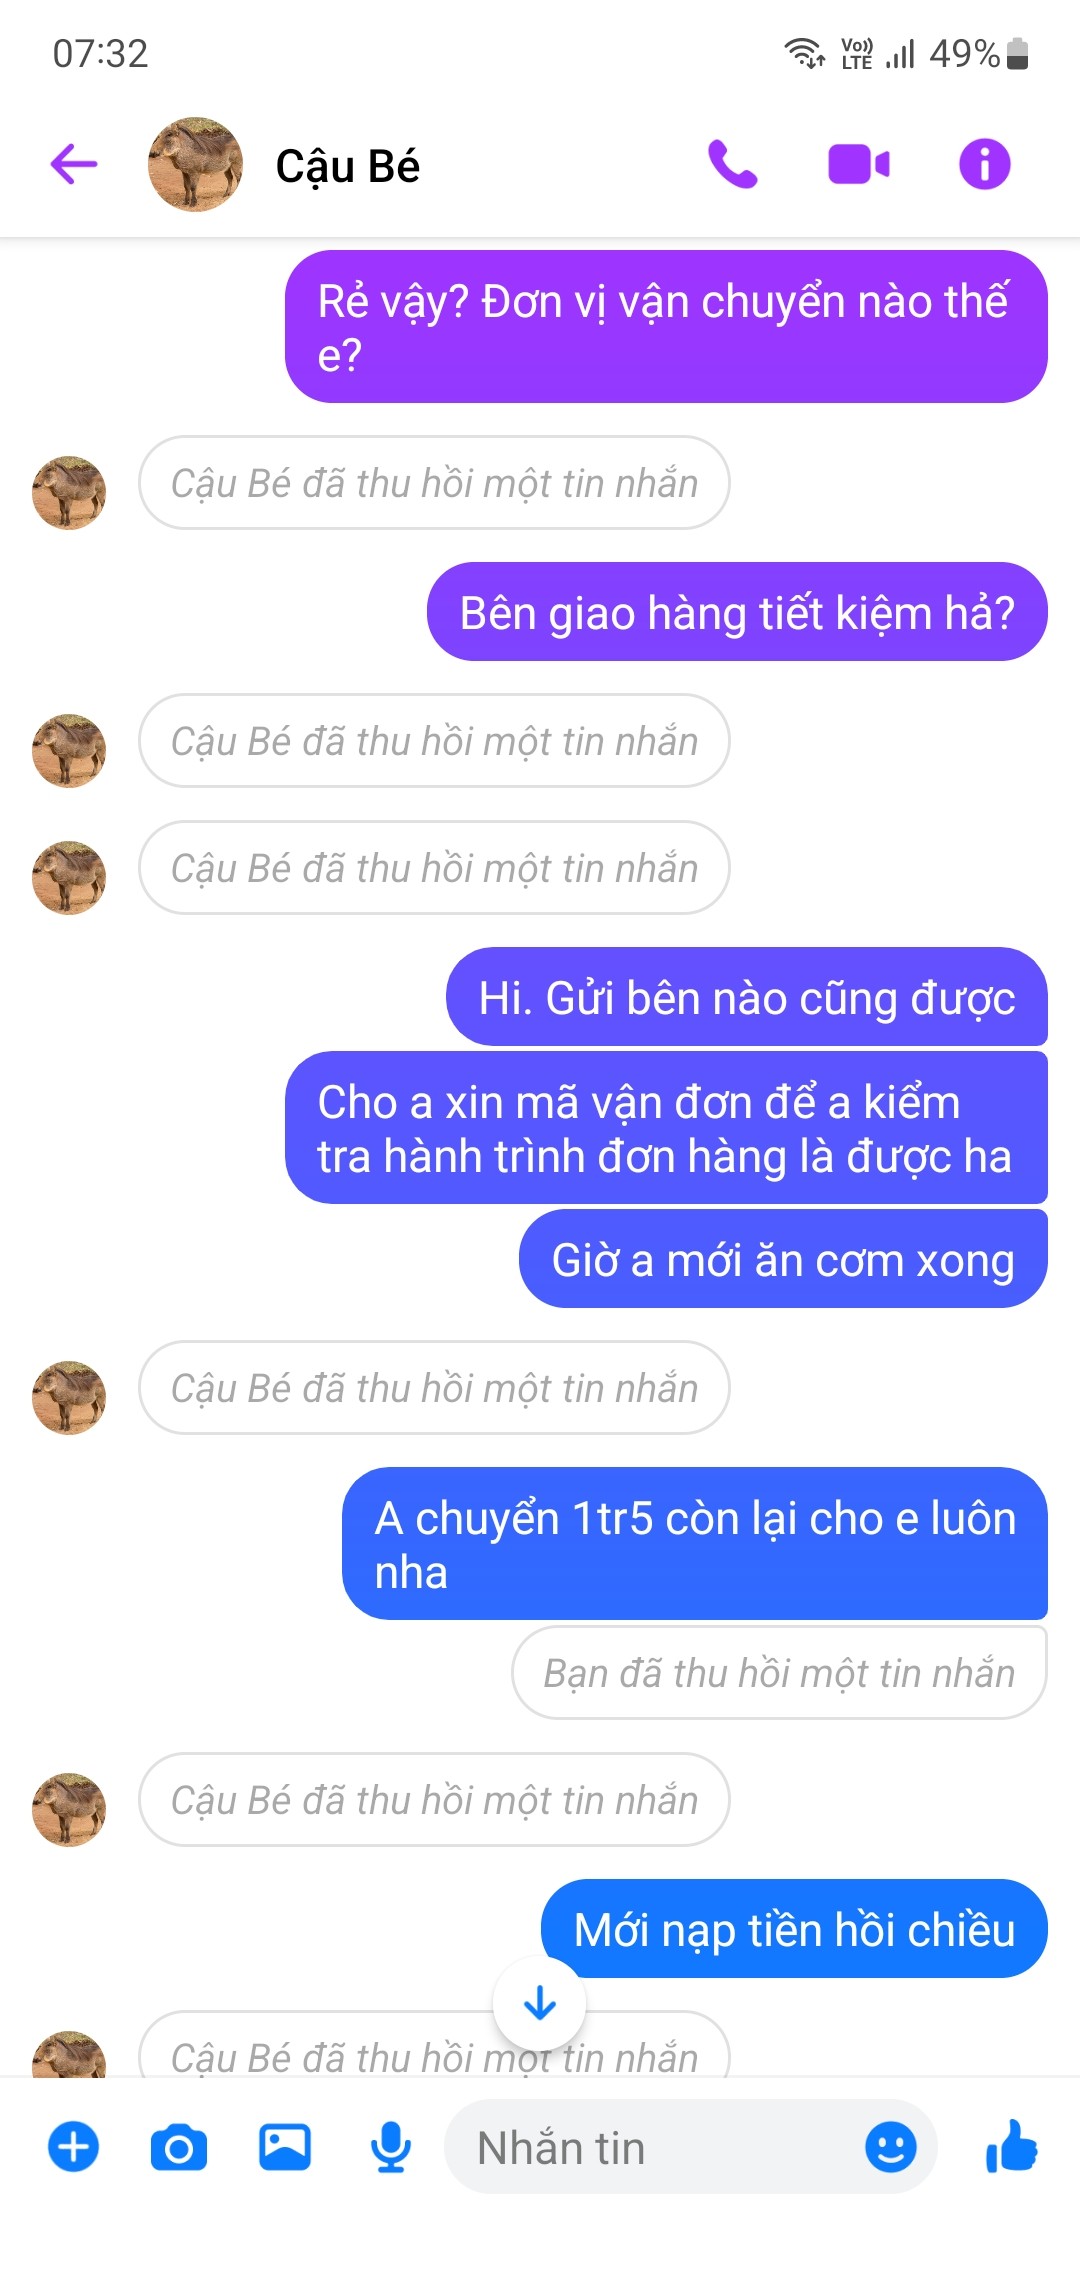 07:32
Vo))
LTE
49%
Cậu Bé
Rẻ vậy? Đơn vị vận chuyển nào thế
e?
Cậu Bé đã thu hồi một tin nhắn
Bên giao hàng tiết kiệm hả?
Cậu Bé đã thu hồi một tin nhắn
Cậu Bé đã thu hồi một tin nhắn
Hi. Gửi bên nào cũng được
Cho a xin mã vận đơn để a kiểm
tra hành trình đơn hàng là được ha
Giờ a mới ăn cơm xong
Cậu Bé đã thu hồi một tin nhắn
A chuyển 1tr5 còn lại cho e luôn
nha
Bạn đã thu hồi một tin nhắn
Cậu Bé đã thu hồi một tin nhắn
Mới nạp tiền hồi chiều
Cậu Bé đã thu hồi một tin nhắn
Nhắn tin